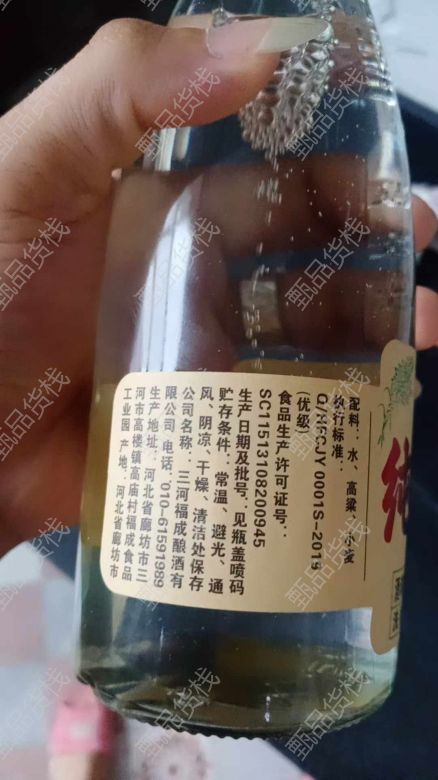 配料：水、高粱、小麦
执行标准：
(优级)
食品生产许可证号：
SC11513108200945
生产日期及批号：见瓶盖喷码
贮存条件：常温、避光、通
风、阴凉、干燥、清洁处保存
公司名称：三河福成酿酒有
限公司 电话：010-61591989
生产地址：河北省廊坊市三
河市高楼镇高庙村福成食品
工业园 产地：河北省廊坊市
纯
甄品货栈